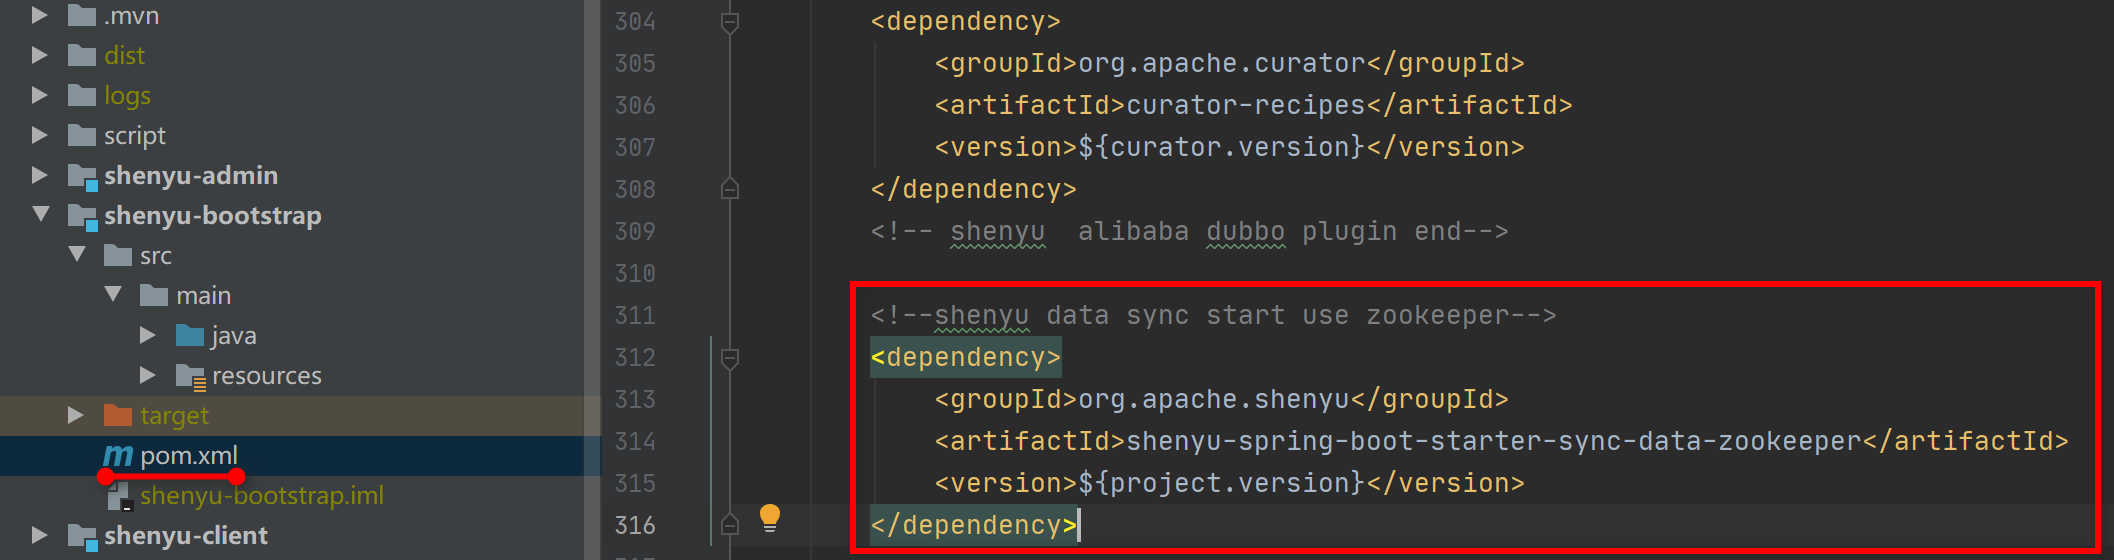 .mvn
dist
logs
script
shenyu-admin
shenyu-bootstrap
src
main
java
resources
target
pom.xml
shenyu-bootstrap.iml
shenyu-client
304 <dependency>
305 <groupId>org.apache.curator</groupId>
306 <artifactId>curator-recipes</artifactId>
307 <version>${curator.version}</version>
308 </dependency>
309 <!-- shenyu  alibaba dubbo plugin end-->
310
311 <!--shenyu data sync start use zookeeper-->
312 <dependency>
313 <groupId>org.apache.shenyu</groupId>
314 <artifactId>shenyu-spring-boot-starter-sync-data-zookeeper</artifactId>
315 <version>${project.version}</version>
316 </dependency>